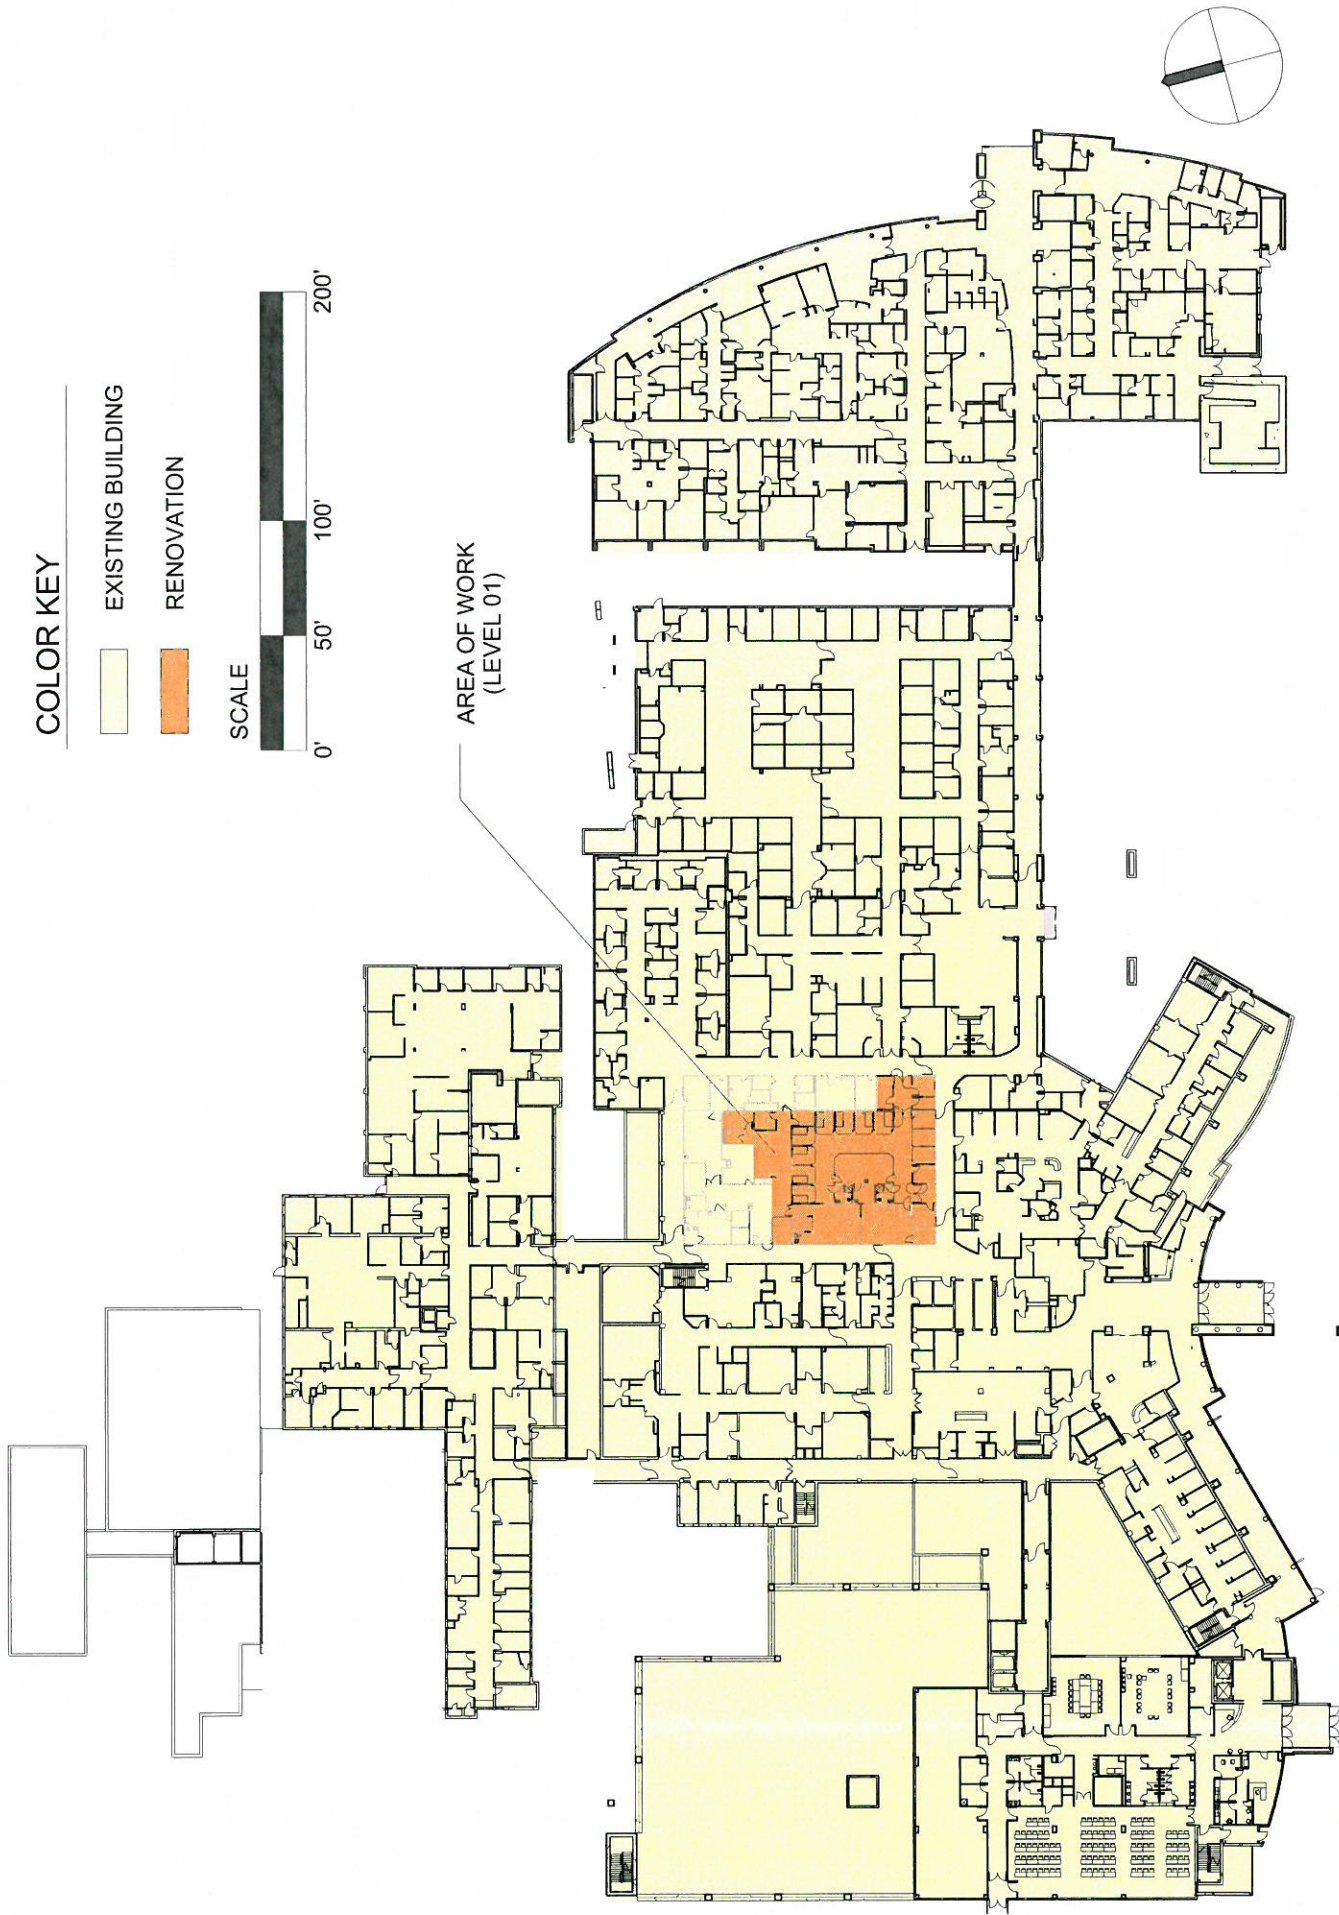 COLOR KEY
EXISTING BUILDING
RENOVATION
SCALE
0' 50' 100' 200'
AREA OF WORK
(LEVEL 01)